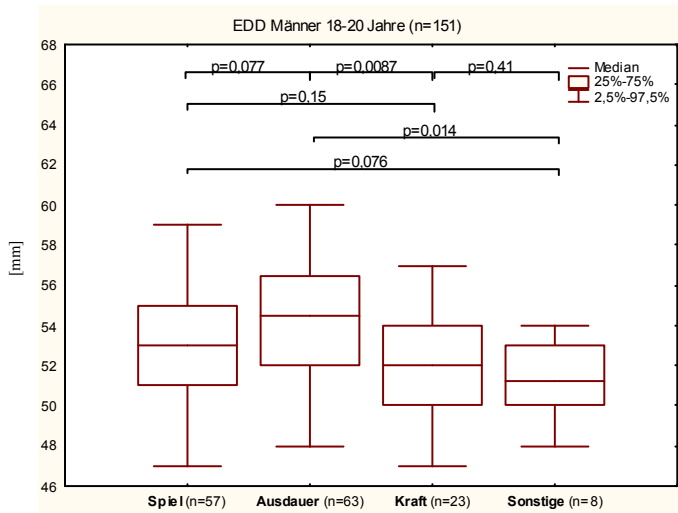 EDD Männer 18-20 Jahre (n=151)
68
66
64
62
60
58
56
54
52
50
48
46
[mm]
p=0,077
p=0,0087
p=0,41
p=0,15
p=0.014
p=0,076
Median
25%-75%
2,5%-97,5%
Spiel (n=57)
Ausdauer (n=63)
Kraft (n=23)
Sonstige (n=8)